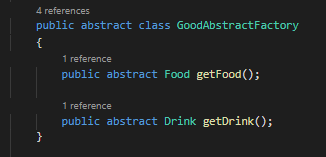 4 references
public abstract class GoodAbstractFactory
{
1 reference
public abstract Food getFood();
1 reference
public abstract Drink getDrink();
}